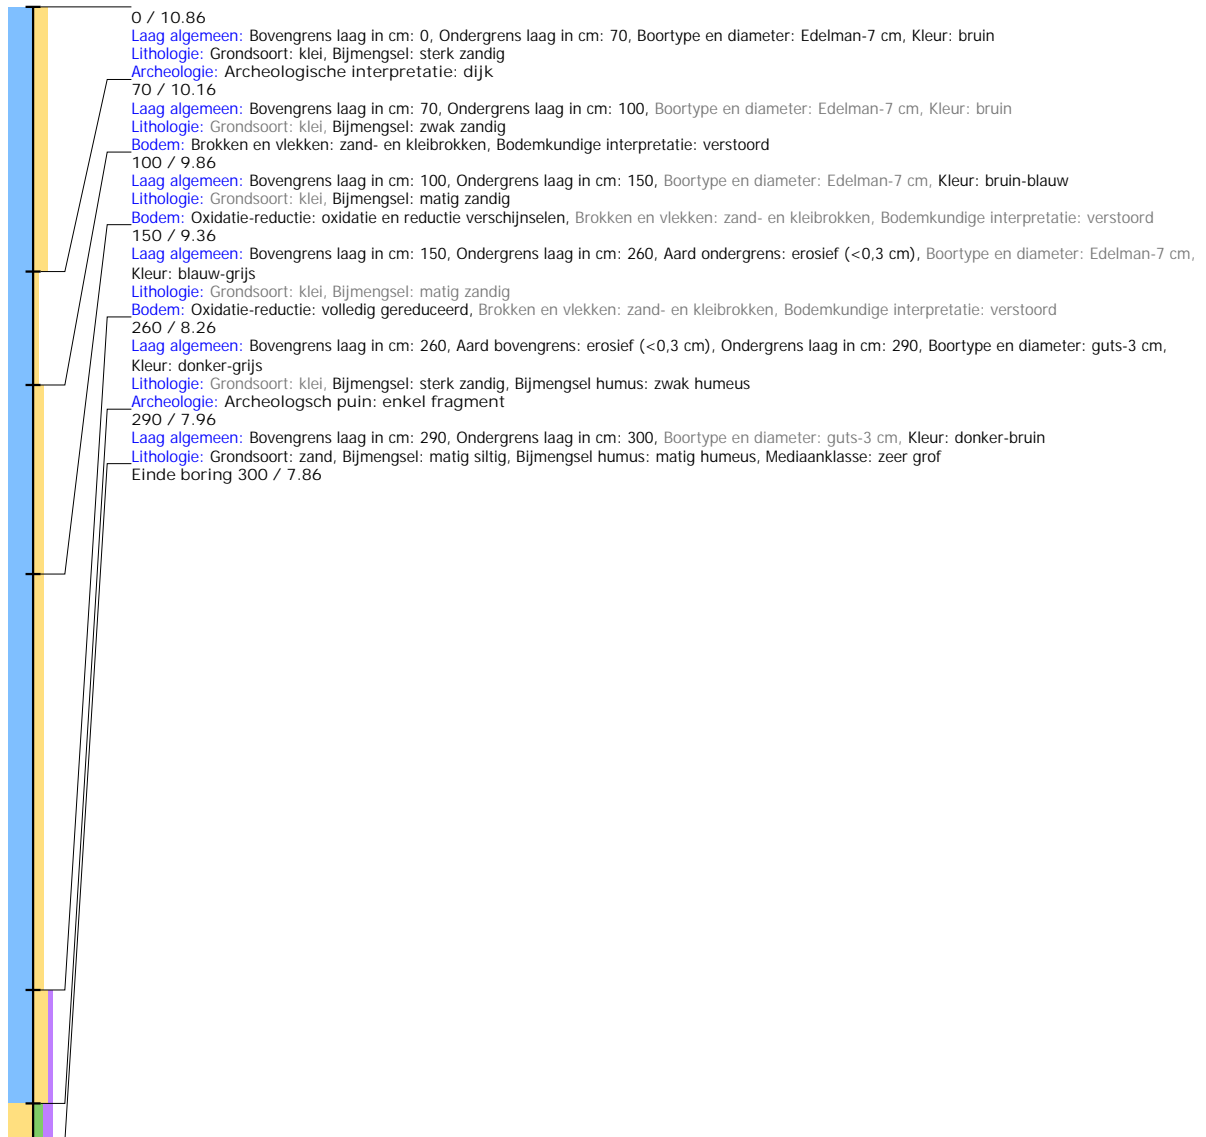 0 / 10.86
Laag algemeen: Bovengrens laag in cm: 0, Ondergrens laag in cm: 70, Boortype en diameter: Edelman-7 cm, Kleur: bruin
Lithologie: Grondsoort: klei, Bijmengsel: sterk zandig
Archeologie: Archeologische interpretatie: dijk
70 / 10.16
Laag algemeen: Bovengrens laag in cm: 70, Ondergrens laag in cm: 100, Boortype en diameter: Edelman-7 cm, Kleur: bruin
Lithologie: Grondsoort: klei, Bijmengsel: zwak zandig
Bodem: Brokken en vlekken: zand- en kleibrokken, Bodemkundige interpretatie: verstoord
100 / 9.86
Laag algemeen: Bovengrens laag in cm: 100, Ondergrens laag in cm: 150, Boortype en diameter: Edelman-7 cm, Kleur: bruin-blauw
Lithologie: Grondsoort: klei, Bijmengsel: matig zandig
Bodem: Oxidatie-reductie: oxidatie en reductie verschijnselen, Brokken en vlekken: zand- en kleibrokken, Bodemkundige interpretatie: verstoord
150 / 9.36
Laag algemeen: Bovengrens laag in cm: 150, Ondergrens laag in cm: 260, Aard ondergrens: erosief (<0,3 cm), Boortype en diameter: Edelman-7 cm,
Kleur: blauw-grijs
Lithologie: Grondsoort: klei, Bijmengsel: matig zandig
Bodem: Oxidatie-reductie: volledig gereduceerd, Brokken en vlekken: zand- en kleibrokken, Bodemkundige interpretatie: verstoord
260 / 8.26
Laag algemeen: Bovengrens laag in cm: 260, Aard bovengrens: erosief (<0,3 cm), Ondergrens laag in cm: 290, Boortype en diameter: guts-3 cm,
Kleur: donker-grijs
Lithologie: Grondsoort: klei, Bijmengsel: sterk zandig, Bijmengsel humus: zwak humeus
Archeologie: Archeologsch puin: enkel fragment
290 / 7.96
Laag algemeen: Bovengrens laag in cm: 290, Ondergrens laag in cm: 300, Boortype en diameter: guts-3 cm, Kleur: donker-bruin
Lithologie: Grondsoort: zand, Bijmengsel: matig siltig, Bijmengsel humus: matig humeus, Mediaanklasse: zeer grof
Einde boring 300 / 7.86